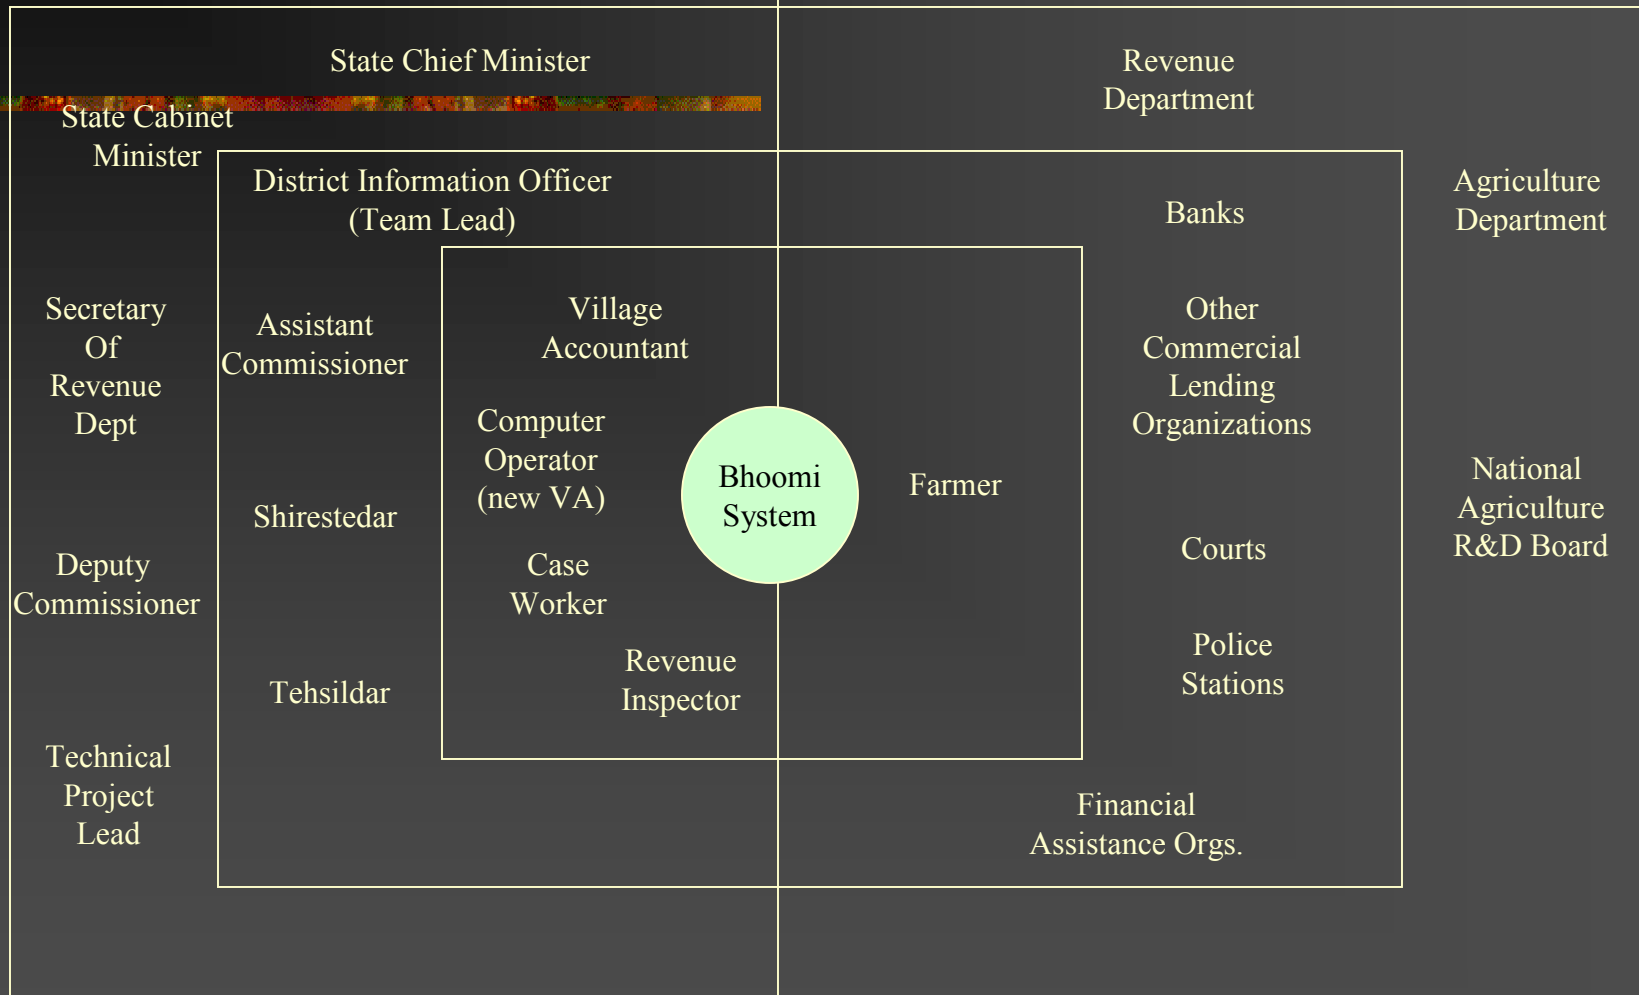 State Chief Minister
Revenue
Department
State Cabinet
Minister
District Information Officer
(Team Lead)
Banks
Agriculture
Department
Secretary
Of
Revenue
Dept
Assistant
Commissioner
Village
Accountant
Other
Commercial
Lending
Organizations
Computer
Operator
(new VA)
Bhoomi
System
Farmer
National
Agriculture
R&D Board
Shirestedar
Courts
Deputy
Commissioner
Case
Worker
Police
Stations
Revenue
Inspector
Tehsildar
Technical
Project
Lead
Financial
Assistance Orgs.